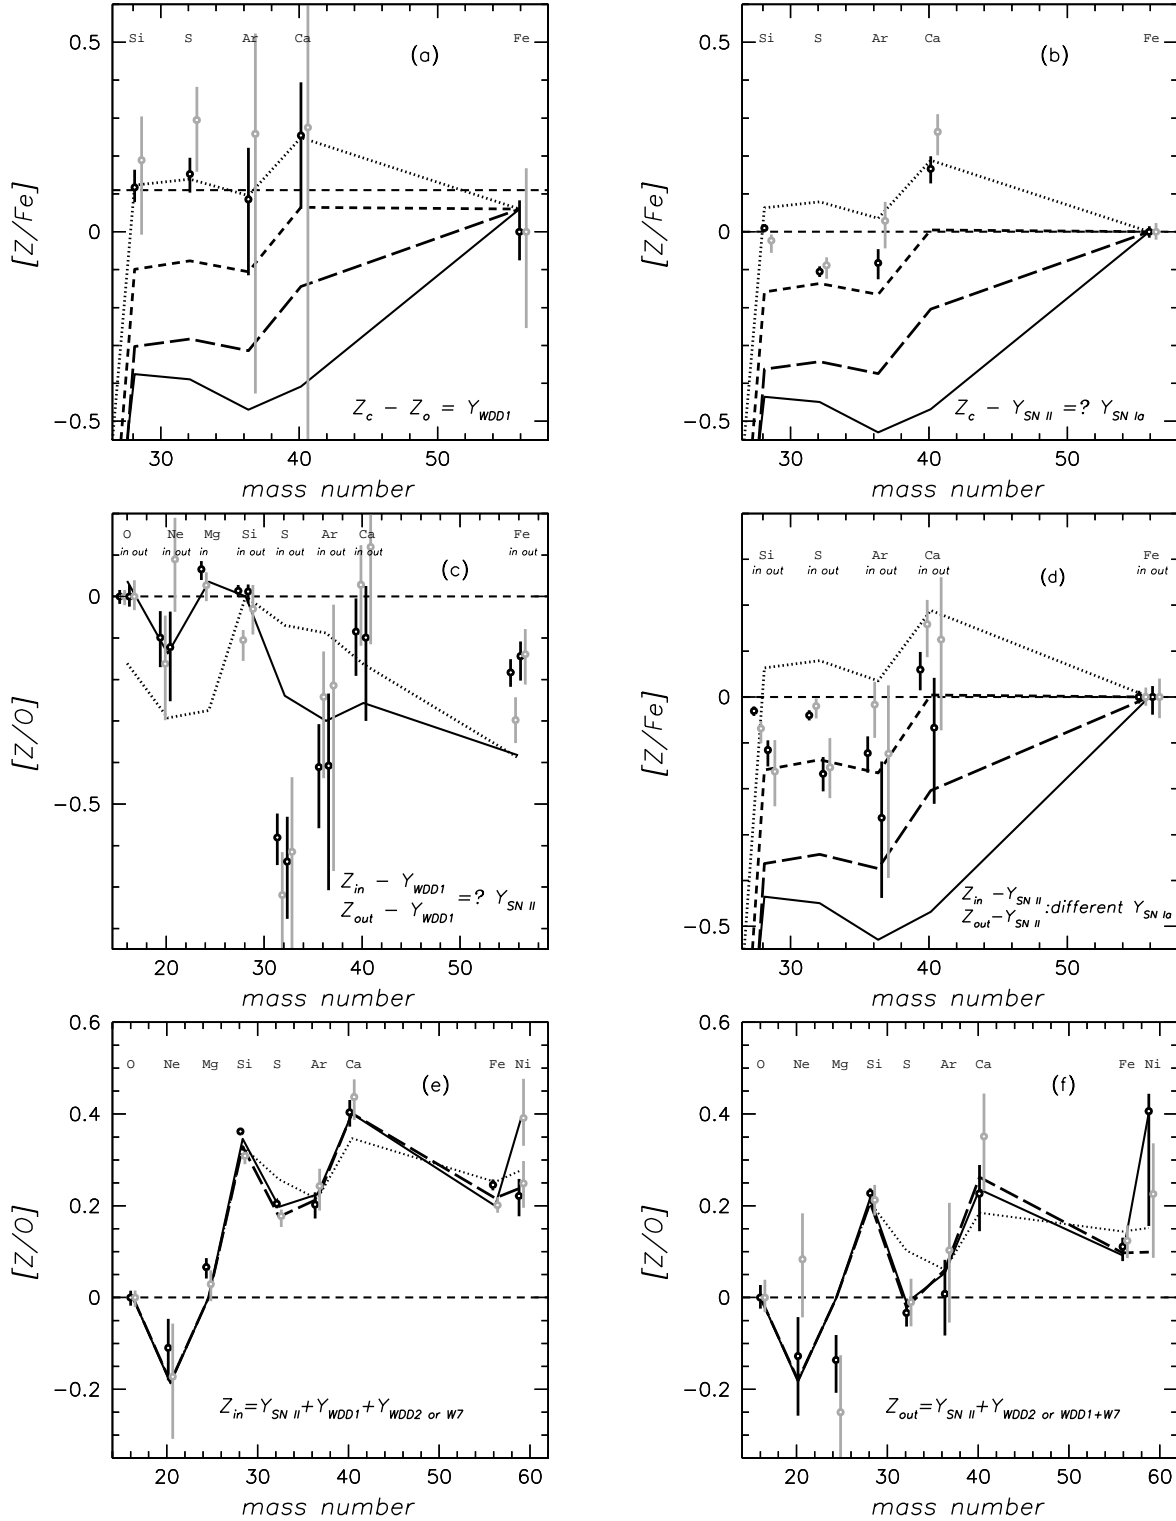 Si S Ar Ca Fe
(a)
0.5
0
−0.5
[Z/Fe]
Z_c − Z_o = Y_WDD1
30 40 50
mass number
Si S Ar Ca Fe
(b)
0.5
0
−0.5
[Z/Fe]
Z_c − Y_SN II =? Y_SN Ia
30 40 50
mass number
O Ne Mg Si S Ar Ca Fe
in out in out in in out in out in out in out in out
(c)
0
−0.5
[Z/O]
Z_in − Y_WDD1
=? Y_SN II
Z_out − Y_WDD1
20 30 40 50
mass number
Si S Ar Ca Fe
in out in out in out in out in out
(d)
0
−0.5
[Z/Fe]
Z_in −Y_SN II
:different Y_SN Ia
Z_out−Y_SN II
30 40 50
mass number
O Ne Mg Si S Ar Ca Fe Ni
(e)
0.6
0.4
0.2
0
−0.2
[Z/O]
Z_in=Y_SN II+Y_WDD1+Y_WDD2 or W7
20 30 40 50 60
mass number
O Ne Mg Si S Ar Ca Fe Ni
(f)
0.6
0.4
0.2
0
−0.2
[Z/O]
Z_out=Y_SN II+Y_WDD2 or WDD1+W7
20 30 40 50 60
mass number